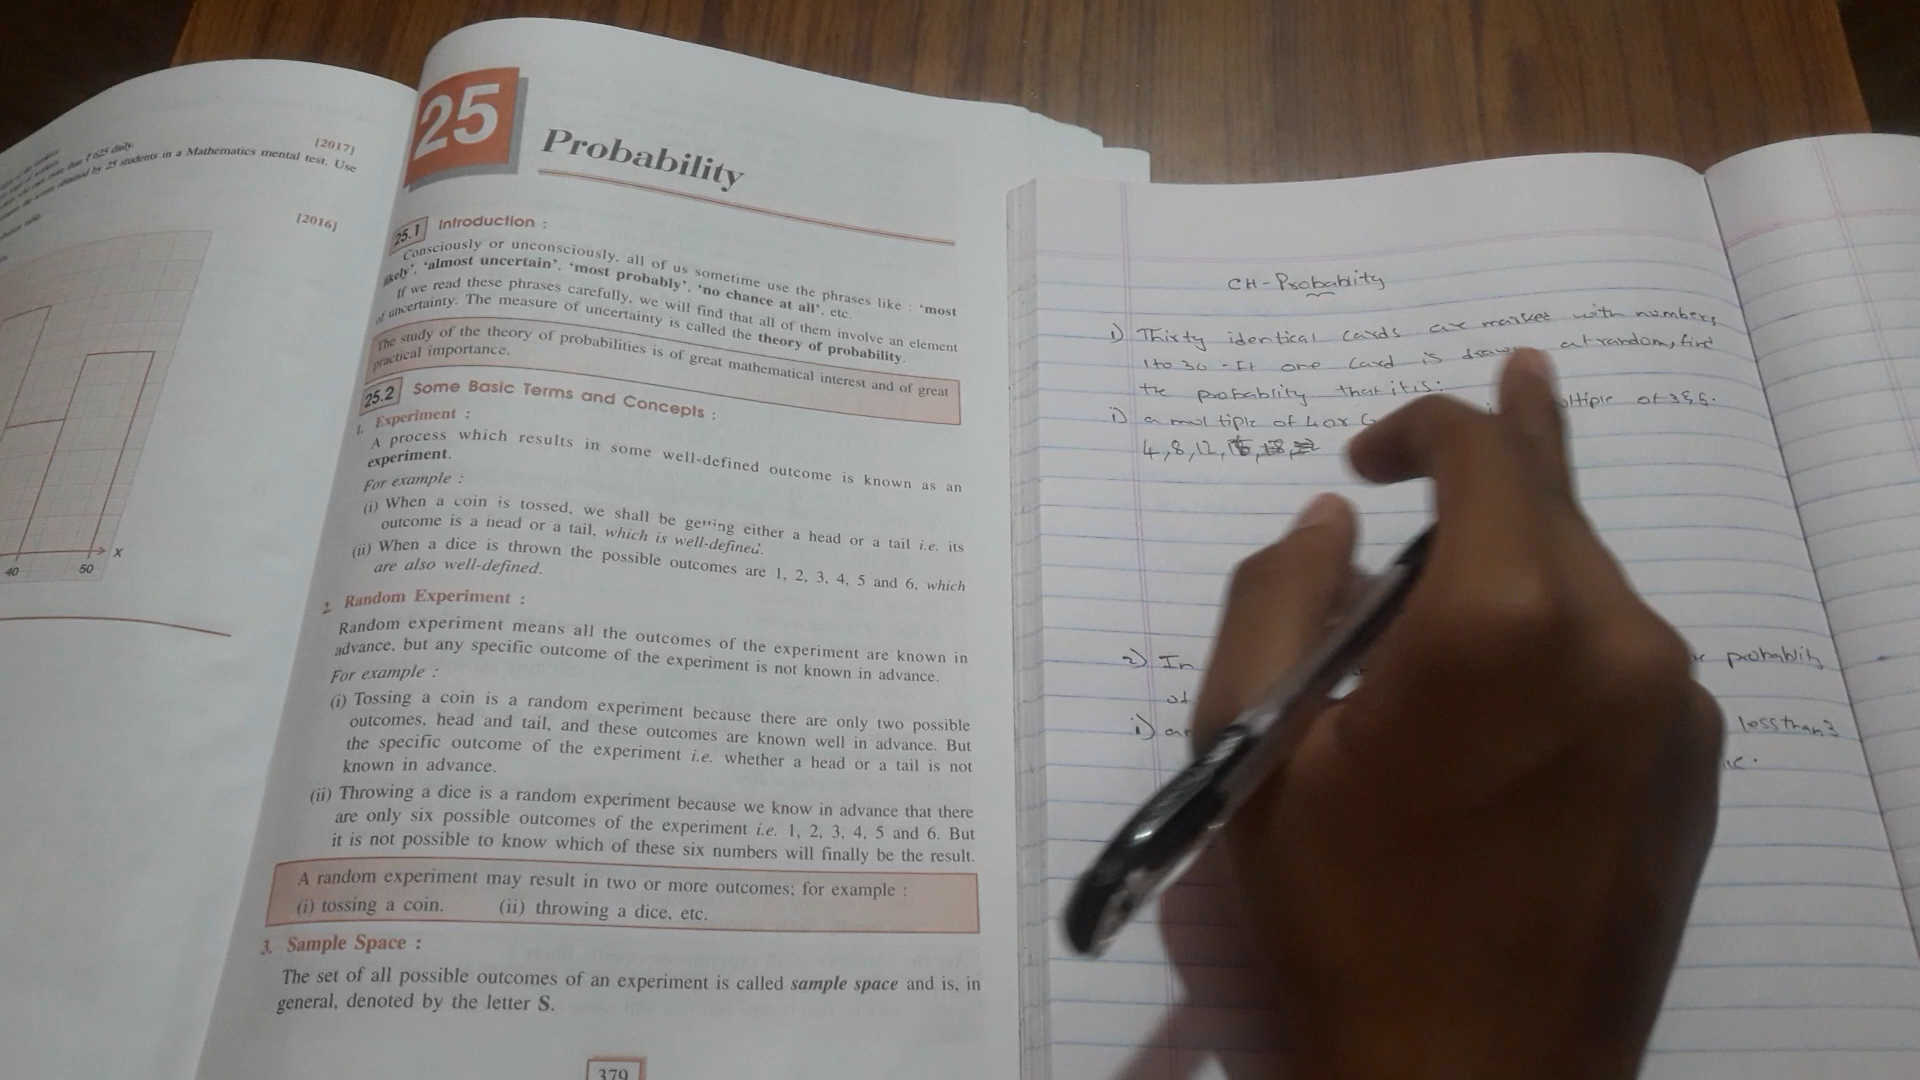 than ₹ 625 daily.
[2017]
obtained by 25 students in a Mathematics mental test. Use
[2016]
40 50 X
25
Probability
25.1 Introduction :
Consciously or unconsciously, all of us sometime use the phrases like : 'most
likely', 'almost uncertain', 'most probably', 'no chance at all', etc.
If we read these phrases carefully, we will find that all of them involve an element
of uncertainty. The measure of uncertainty is called the theory of probability.
The study of the theory of probabilities is of great mathematical interest and of great
practical importance.
25.2 Some Basic Terms and Concepts :
1. Experiment :
A process which results in some well-defined outcome is known as an
experiment.
For example :
(i) When a coin is tossed, we shall be getting either a head or a tail i.e. its
outcome is a head or a tail, which is well-defined.
(ii) When a dice is thrown the possible outcomes are 1, 2, 3, 4, 5 and 6, which
are also well-defined.
2. Random Experiment :
Random experiment means all the outcomes of the experiment are known in
advance, but any specific outcome of the experiment is not known in advance.
For example :
(i) Tossing a coin is a random experiment because there are only two possible
outcomes, head and tail, and these outcomes are known well in advance. But
the specific outcome of the experiment i.e. whether a head or a tail is not
known in advance.
(ii) Throwing a dice is a random experiment because we know in advance that there
are only six possible outcomes of the experiment i.e. 1, 2, 3, 4, 5 and 6. But
it is not possible to know which of these six numbers will finally be the result.
A random experiment may result in two or more outcomes; for example :
(i) tossing a coin. (ii) throwing a dice, etc.
3. Sample Space :
The set of all possible outcomes of an experiment is called sample space and is, in
general, denoted by the letter S.
379
CH-Probablity
1) Thirty identical cards are marked with numbers
1 to 30 - If one card is drawn at random, find
the probablity that it is:
i) a multiple of 4 or 6 multiple of 3 & 5.
4, 8, 12,
2) In probablity
of
i) less than 3